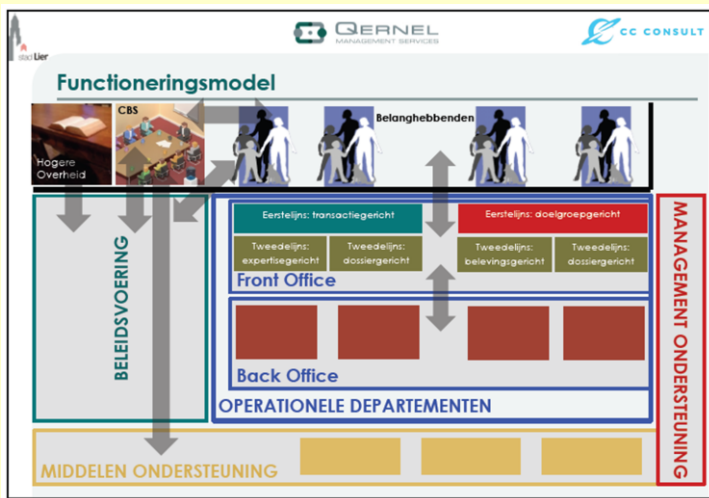 stad Lier
QERNEL
MANAGEMENT SERVICES
CC CONSULT
Functioneringsmodel
CBS
Belanghebbenden
Hogere
Overheid
Eerstelijns: transactiegericht
Eerstelijns: doelgroepgericht
Tweedelijns:
expertisegericht
Tweedelijns:
dossiergericht
Tweedelijns:
belevingsgericht
Tweedelijns:
dossiergericht
Front Office
BELEIDSVOERING
Back Office
OPERATIONELE DEPARTEMENTEN
MANAGEMENT ONDERSTEUNING
MIDDELEN ONDERSTEUNING